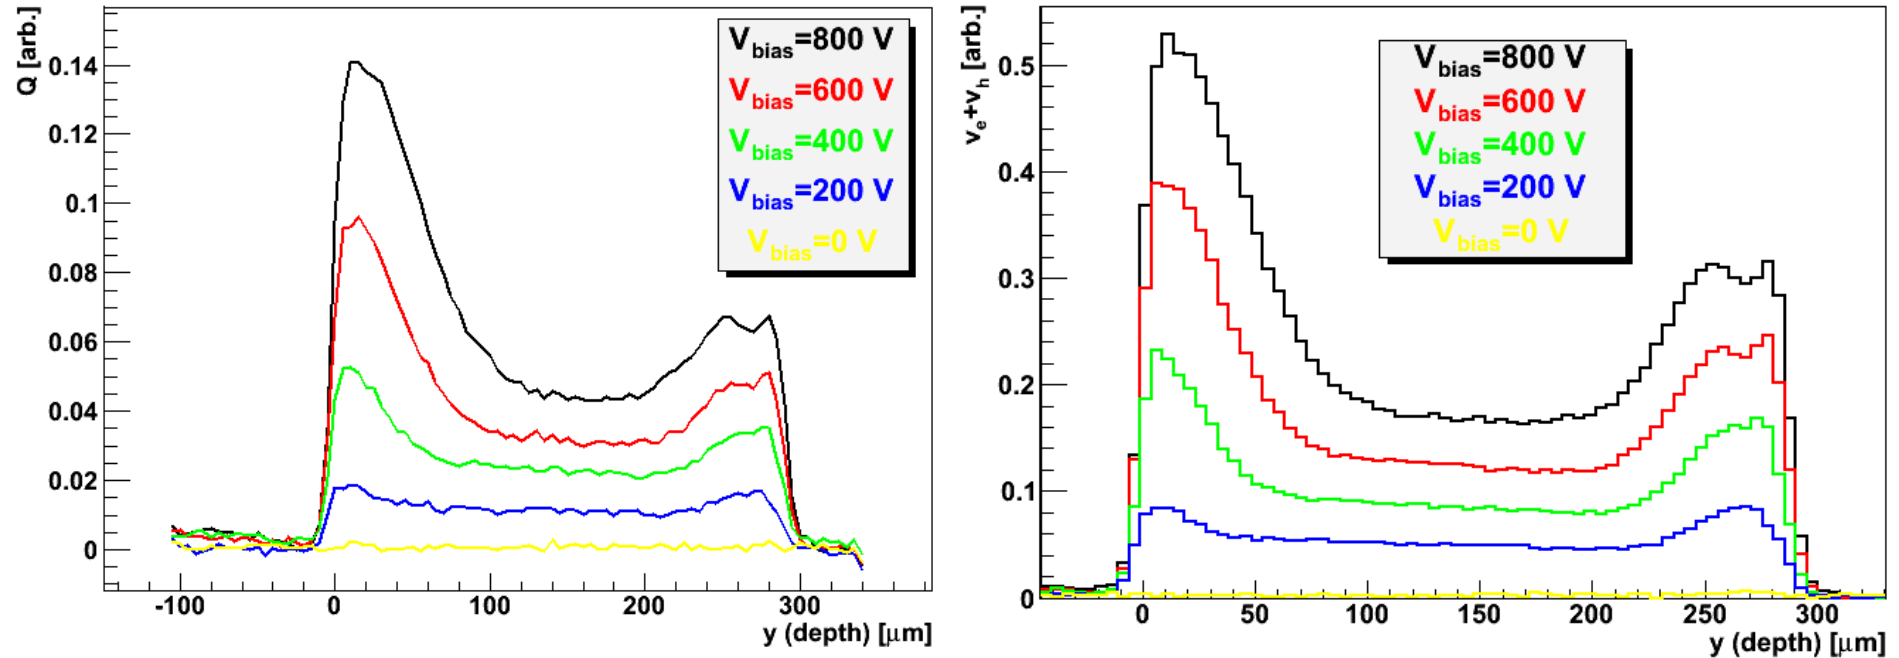 Q [arb.]
0.14
0.12
0.1
0.08
0.06
0.04
0.02
0
-100 0 100 200 300
y (depth) [μm]
Vbias=800 V
Vbias=600 V
Vbias=400 V
Vbias=200 V
Vbias=0 V
ve+vh [arb.]
0.5
0.4
0.3
0.2
0.1
0
0 50 100 150 200 250 300
y (depth) [μm]
Vbias=800 V
Vbias=600 V
Vbias=400 V
Vbias=200 V
Vbias=0 V